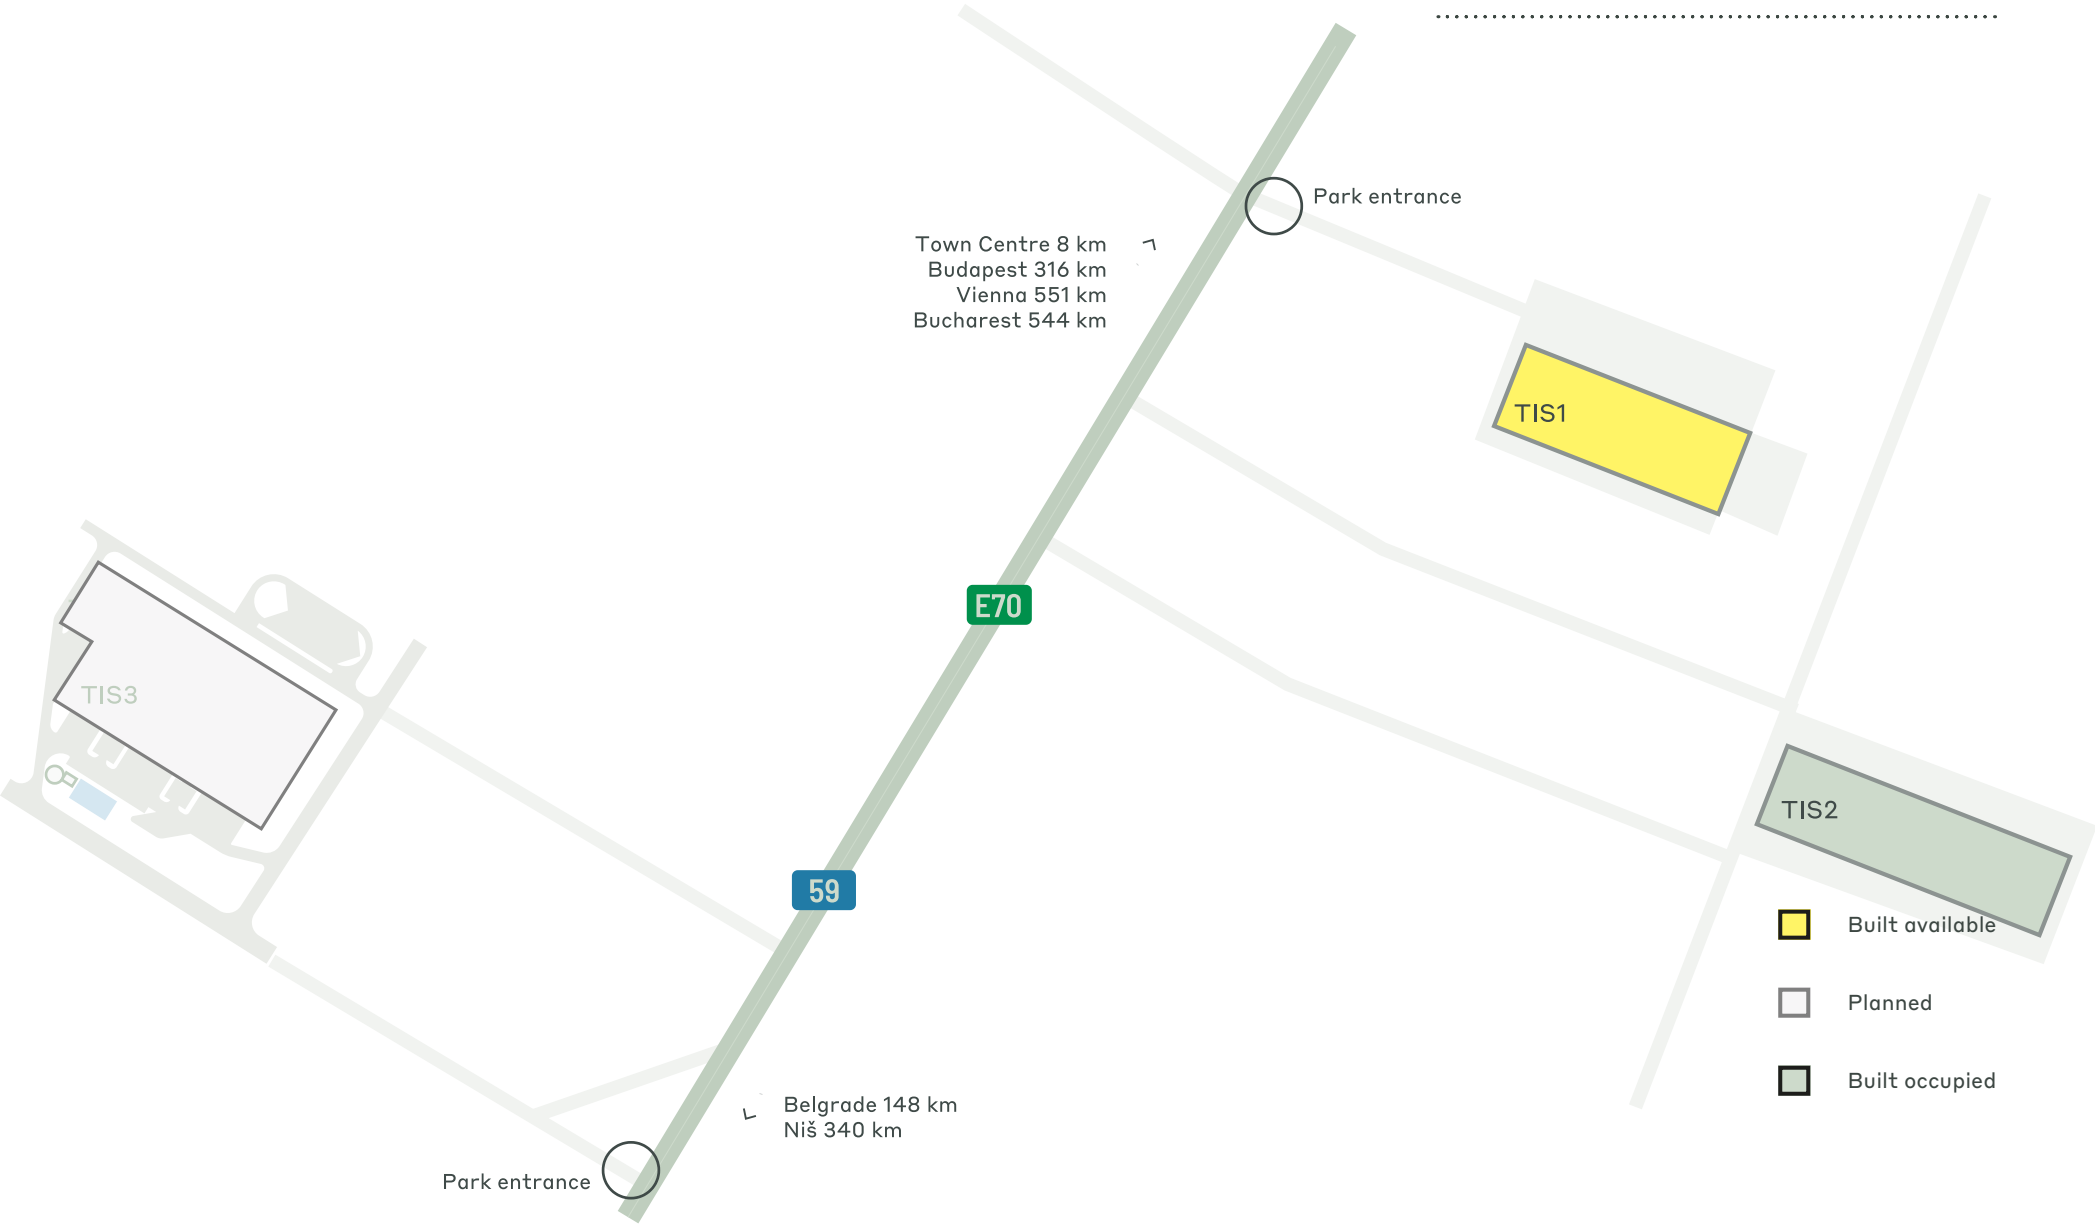 Park entrance
Town Centre 8 km
Budapest 316 km
Vienna 551 km
Bucharest 544 km
TIS1
E70
TIS3
TIS2
59
Built available
Planned
Built occupied
Belgrade 148 km
Niš 340 km
Park entrance